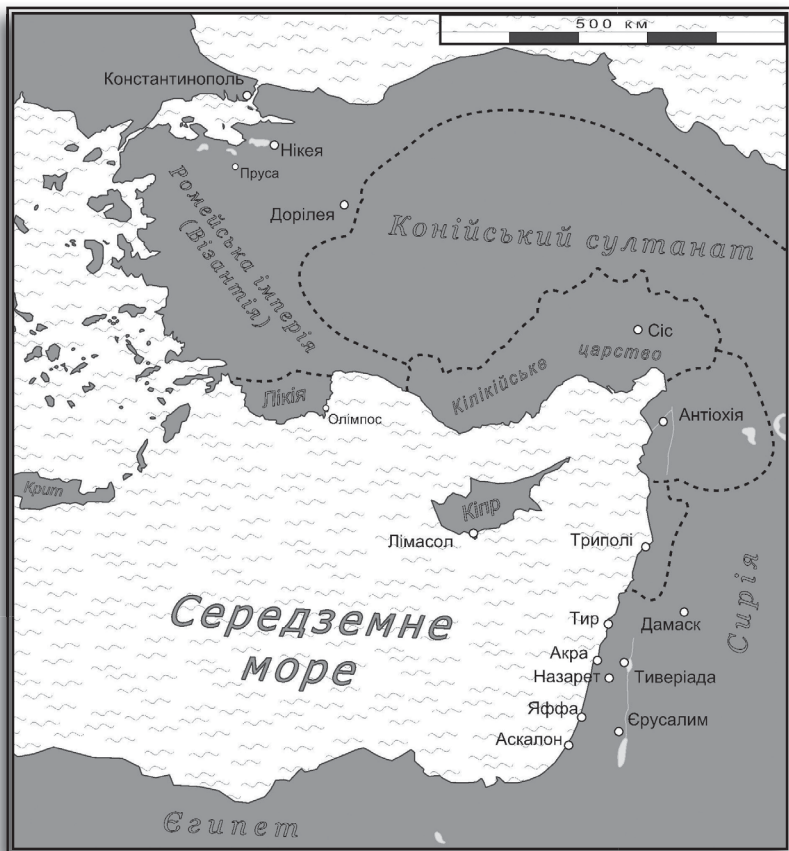 500 км
Константинополь
Нікея
Пруса
Дорілея
Ромейська імперія
(Візантія)
Конійський султанат
Сіс
Кілікійське царство
Лікія
Олімпос
Антіохія
Крит
Кіпр
Лімасол
Триполі
Середземне
море
Сирія
Тир
Дамаск
Акра
Назарет
Тиверіада
Яффа
Єрусалим
Аскалон
Єгипет